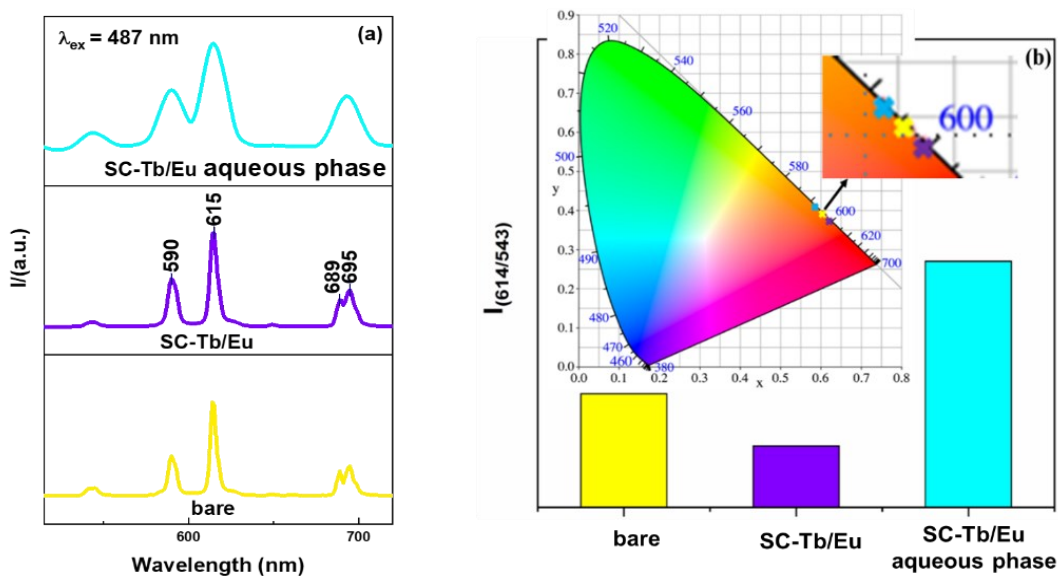 λex = 487 nm
(a)
SC-Tb/Eu aqueous phase
590
615
689
695
SC-Tb/Eu
bare
600
700
Wavelength (nm)
I/(a.u.)
(b)
I(614/543)
0.9
0.8
0.7
0.6
0.5
y
0.4
0.3
0.2
0.1
0.0
0.0 0.1 0.2 0.3 0.4 0.5 0.6 0.7 0.8
x
520
540
560
580
600
620
700
500
490
480
470
460
380
600
bare
SC-Tb/Eu
SC-Tb/Eu
aqueous phase